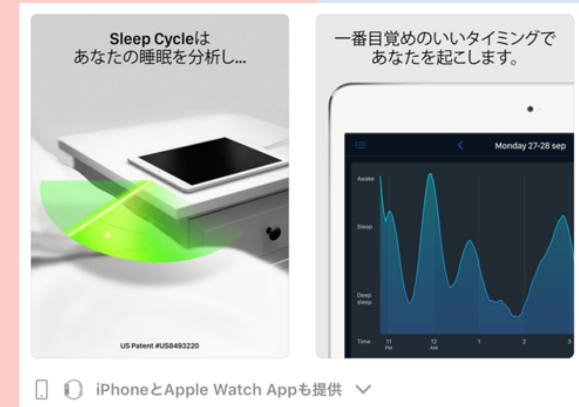 Sleep Cycleは
あなたの睡眠を分析し...
US Patent #US8493220
一番目覚めのいいタイミングで
あなたを起こします。
Monday 27-28 sep
Awake
Sleep
Deep
sleep
Time 11 12 1 2 3
PM AM
iPhoneとApple Watch Appも提供